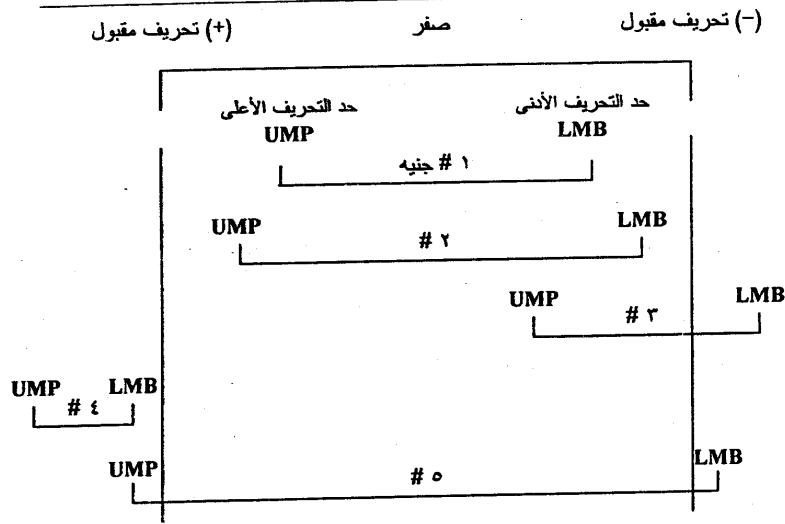 (–) تحريف مقبول صفر (+) تحريف مقبول
حد التحريف الأدنى حد التحريف الأعلى
LMB UMP
# ١ جنيه
LMB UMP
# ٢
LMB UMP
# ٣
LMB UMP
# ٤
LMB UMP
# ٥